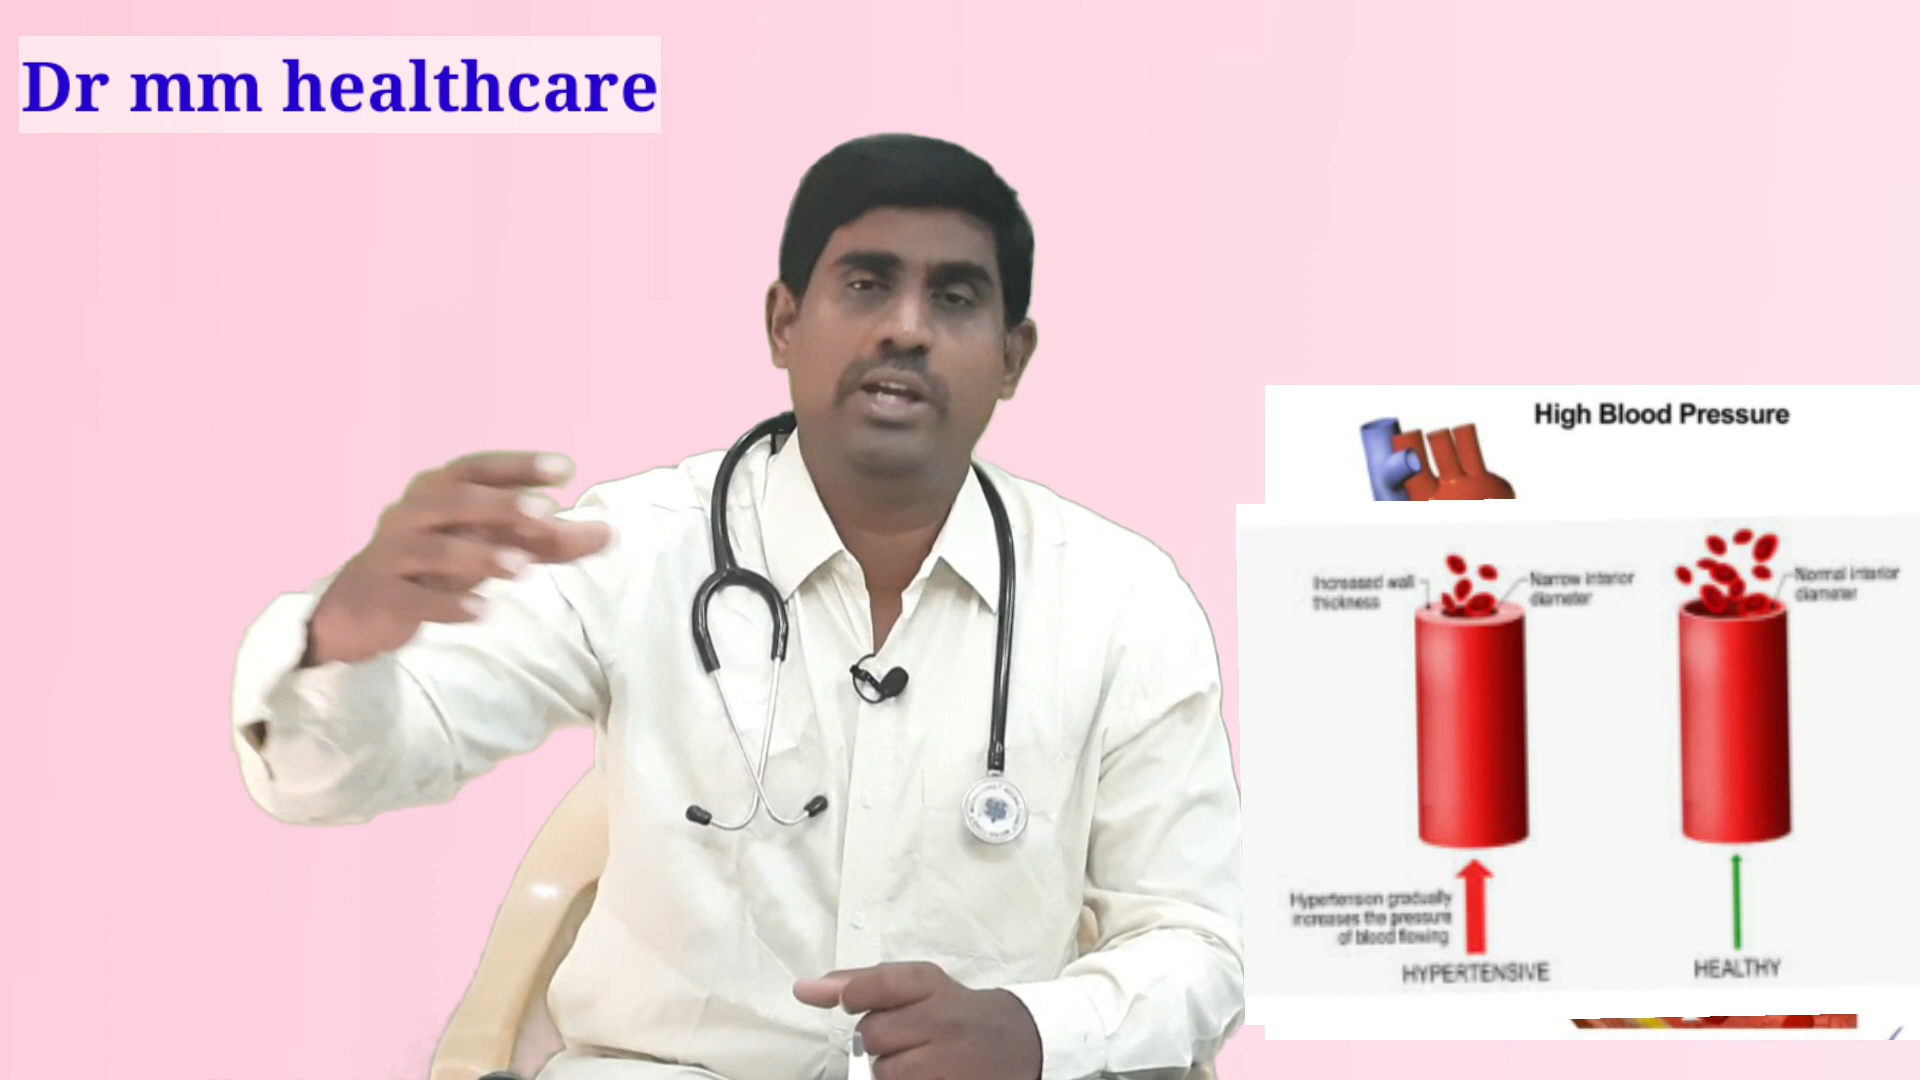 Dr mm healthcare
High Blood Pressure
Increased wall
thickness
Narrow interior
diameter
Normal interior
diameter
Hypertension gradually
increases the pressure
of blood flowing
HYPERTENSIVE
HEALTHY